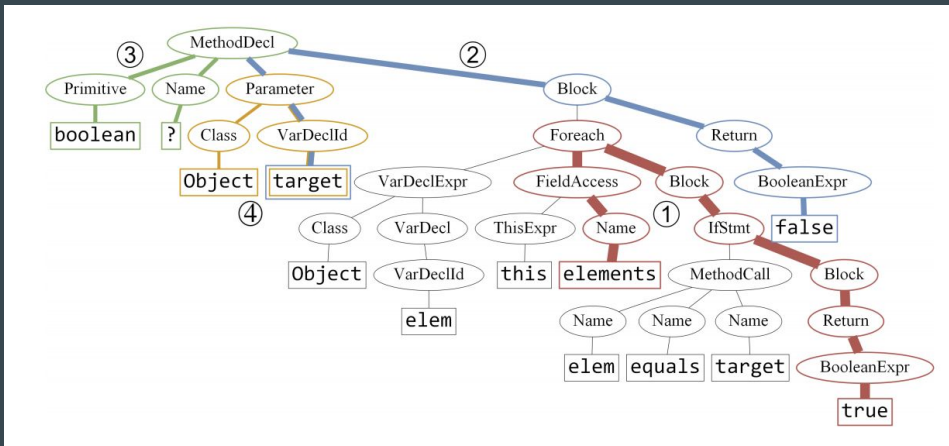 MethodDecl
③
②
Primitive Name Parameter Block
boolean ? Class VarDeclId Foreach Return
Object target VarDeclExpr FieldAccess Block BooleanExpr
④ ①
Class VarDecl ThisExpr Name IfStmt false
Object VarDeclId this elements MethodCall Block
elem Name Name Name Return
elem equals target BooleanExpr
true